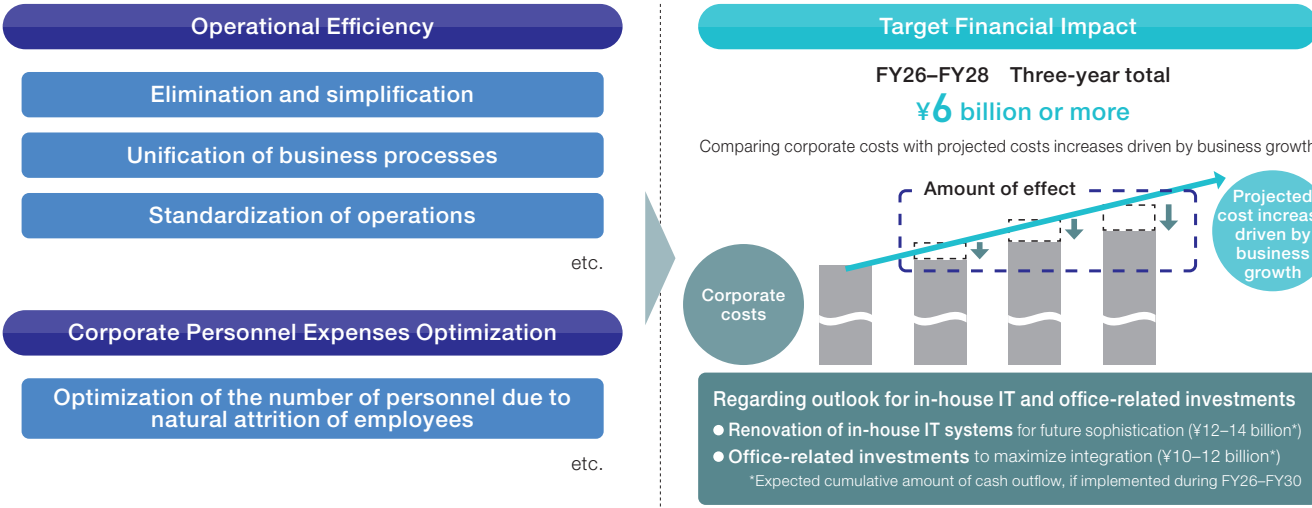 Operational Efficiency
Elimination and simplification
Unification of business processes
Standardization of operations
etc.
Corporate Personnel Expenses Optimization
Optimization of the number of personnel due to
natural attrition of employees
etc.
Target Financial Impact
FY26–FY28 Three-year total
¥6 billion or more
Comparing corporate costs with projected costs increases driven by business growth
Amount of effect
Projected
cost increas
driven by
business
growth
Corporate
costs
Regarding outlook for in-house IT and office-related investments
● Renovation of in-house IT systems for future sophistication (¥12–14 billion*)
● Office-related investments to maximize integration (¥10–12 billion*)
*Expected cumulative amount of cash outflow, if implemented during FY26–FY30